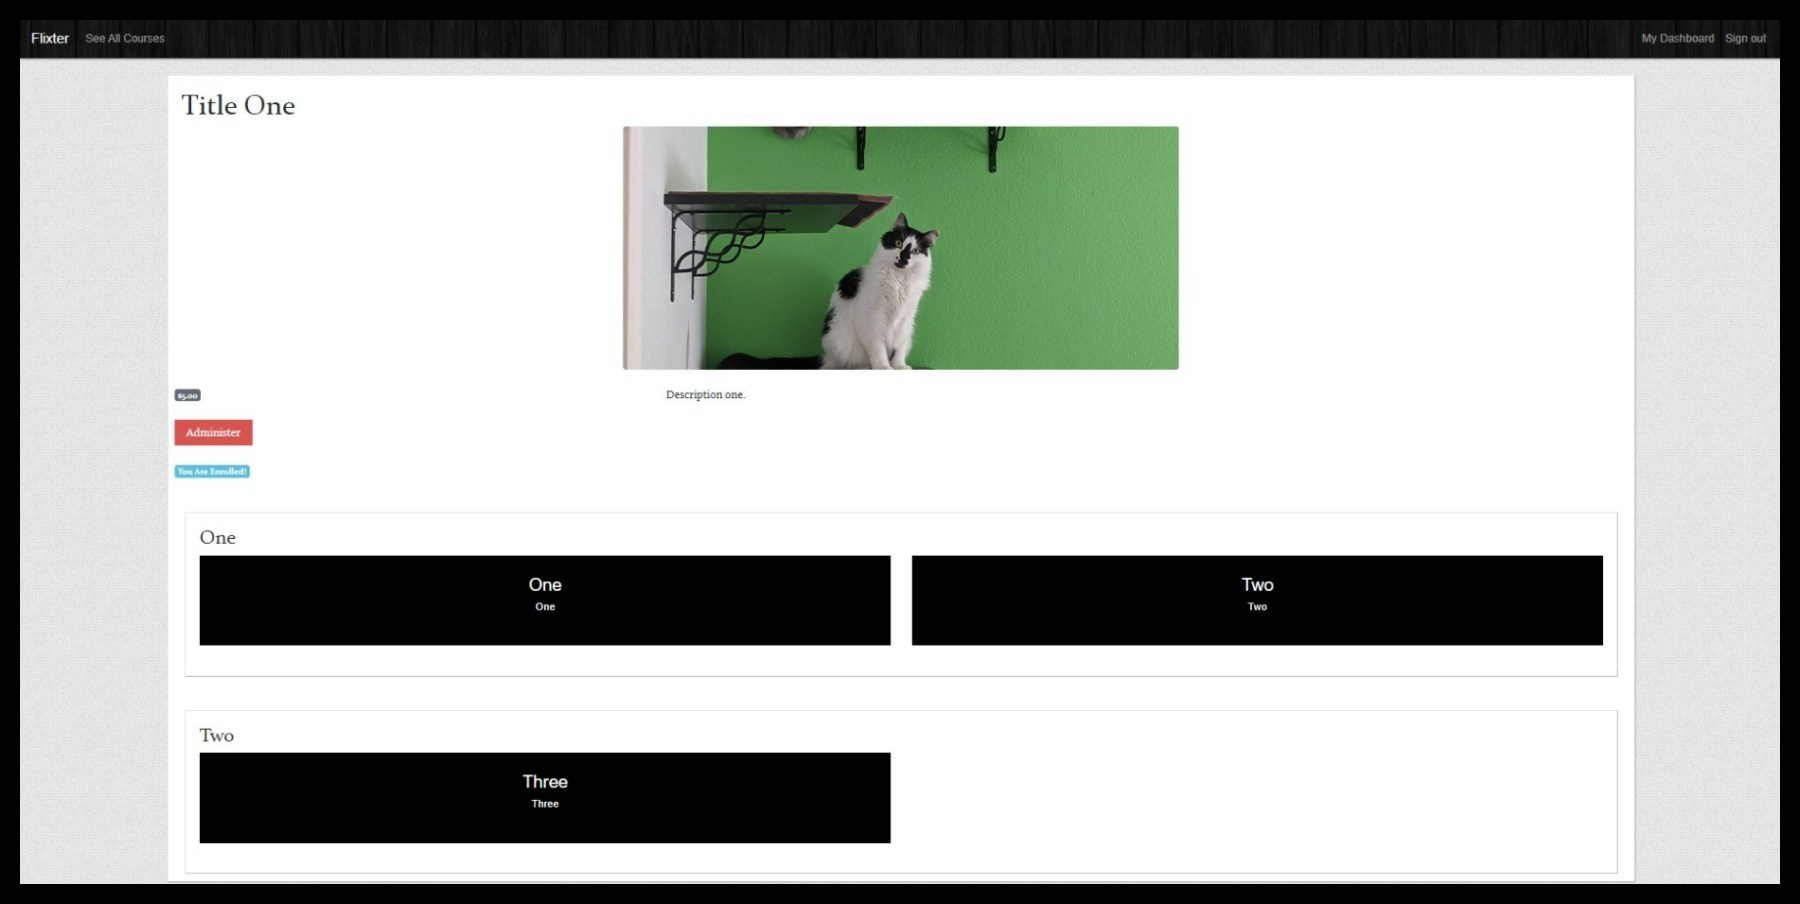 Flixter See All Courses My Dashboard Sign out
Title One
$5.00 Description one.
Administer
You Are Enrolled!
One
One Two
One Two
Two
Three
Three